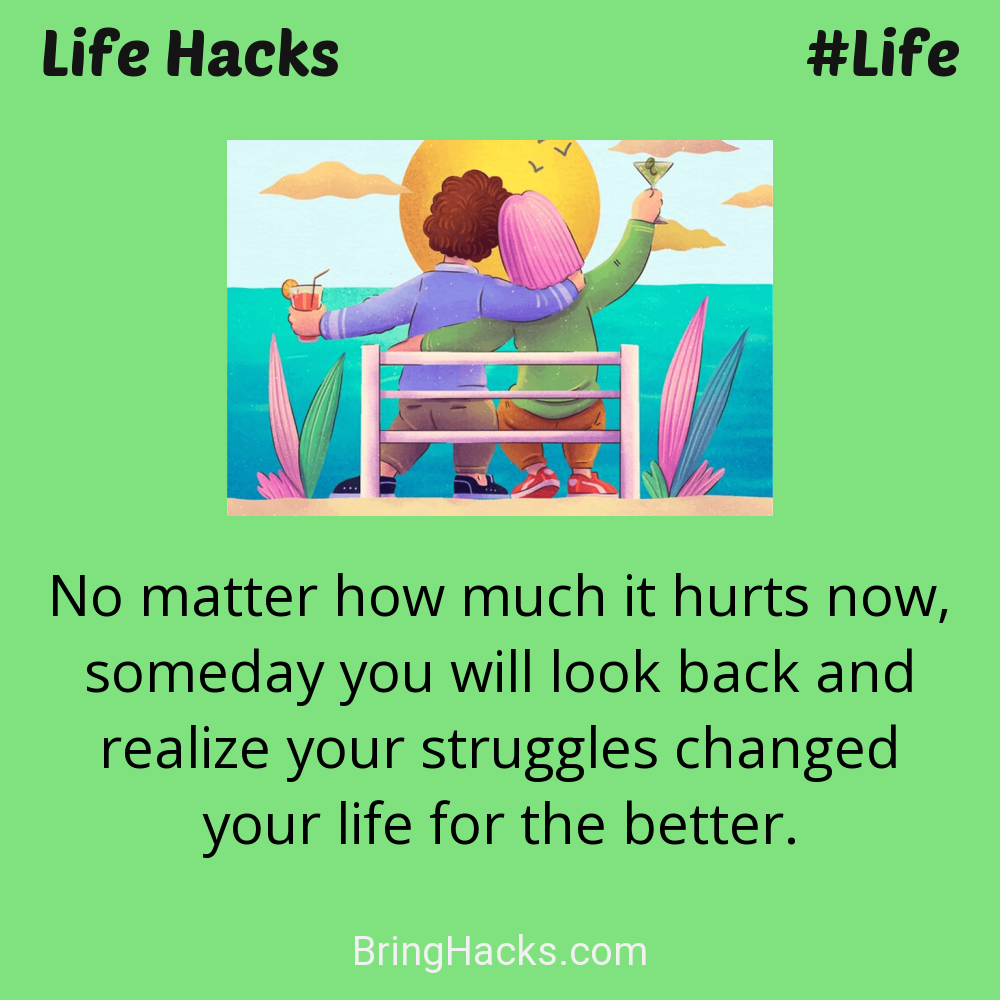 Life Hacks
#Life
No matter how much it hurts now,
someday you will look back and
realize your struggles changed
your life for the better.
BringHacks.com